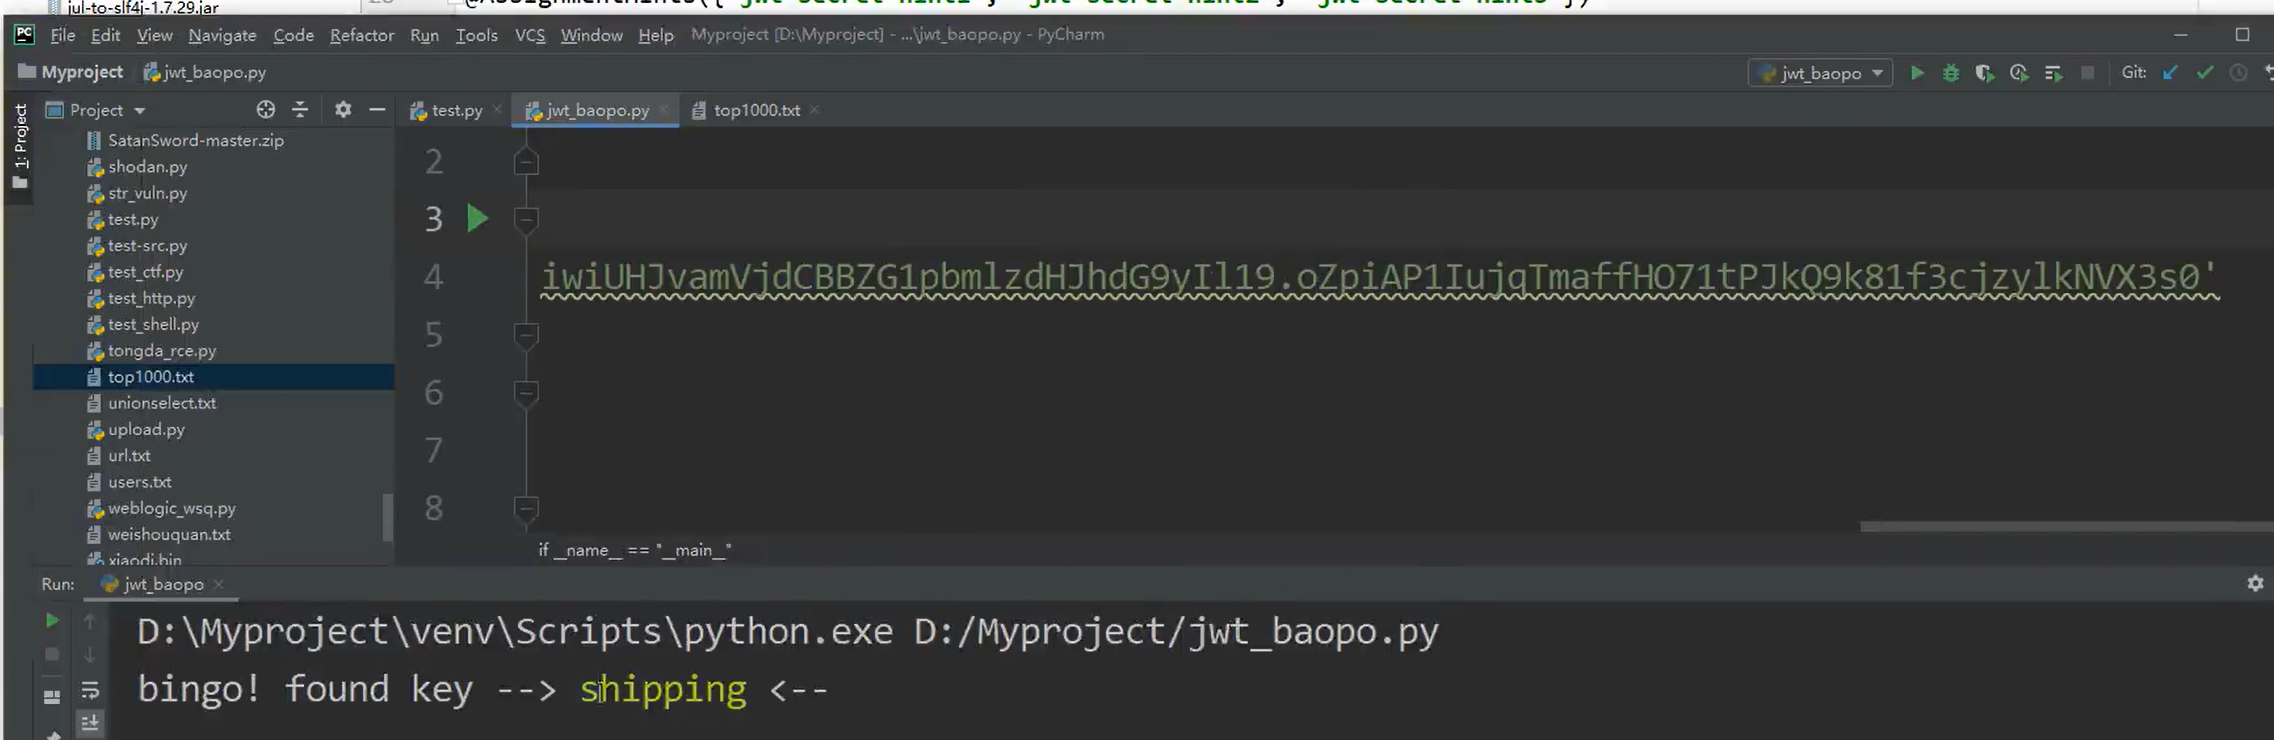 jul-to-slf4j-1.7.29.jar
File Edit View Navigate Code Refactor Run Tools VCS Window Help Myproject [D:\Myproject] - ...\jwt_baopo.py - PyCharm
Myproject jwt_baopo.py jwt_baopo Git:
1: Project
Project test.py jwt_baopo.py top1000.txt
SatanSword-master.zip
shodan.py
str_vuln.py
test.py
test-src.py
test_ctf.py
test_http.py
test_shell.py
tongda_rce.py
top1000.txt
unionselect.txt
upload.py
url.txt
users.txt
weblogic_wsq.py
weishouquan.txt
xiaodi.bin
2
3
4 iwiUHJvamVjdCBBZG1pbmlzdHJhdG9yIl19.oZpiAP1IujqTmaffHO71tPJkQ9k81f3cjzylkNVX3s0'
5
6
7
8
if __name__ == "__main__"
Run: jwt_baopo
D:\Myproject\venv\Scripts\python.exe D:/Myproject/jwt_baopo.py
bingo! found key --> shipping <--